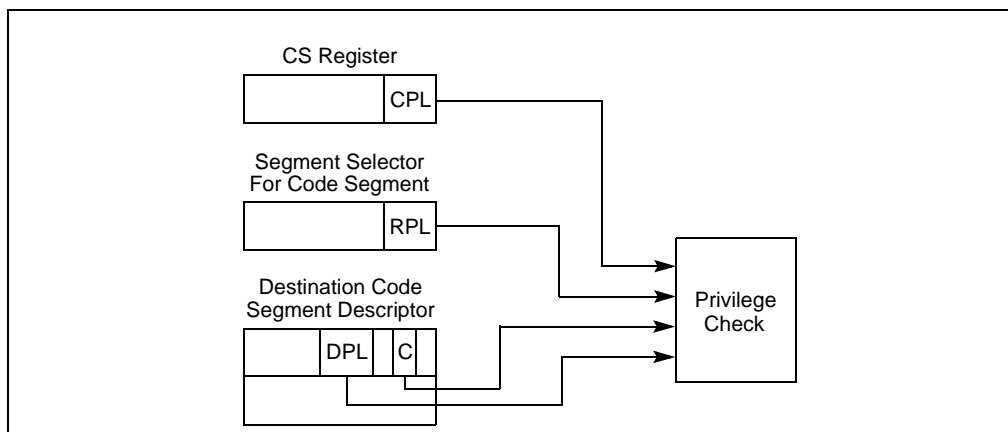 CS Register
CPL
Segment Selector
For Code Segment
RPL
Destination Code
Segment Descriptor
DPL
C
Privilege
Check